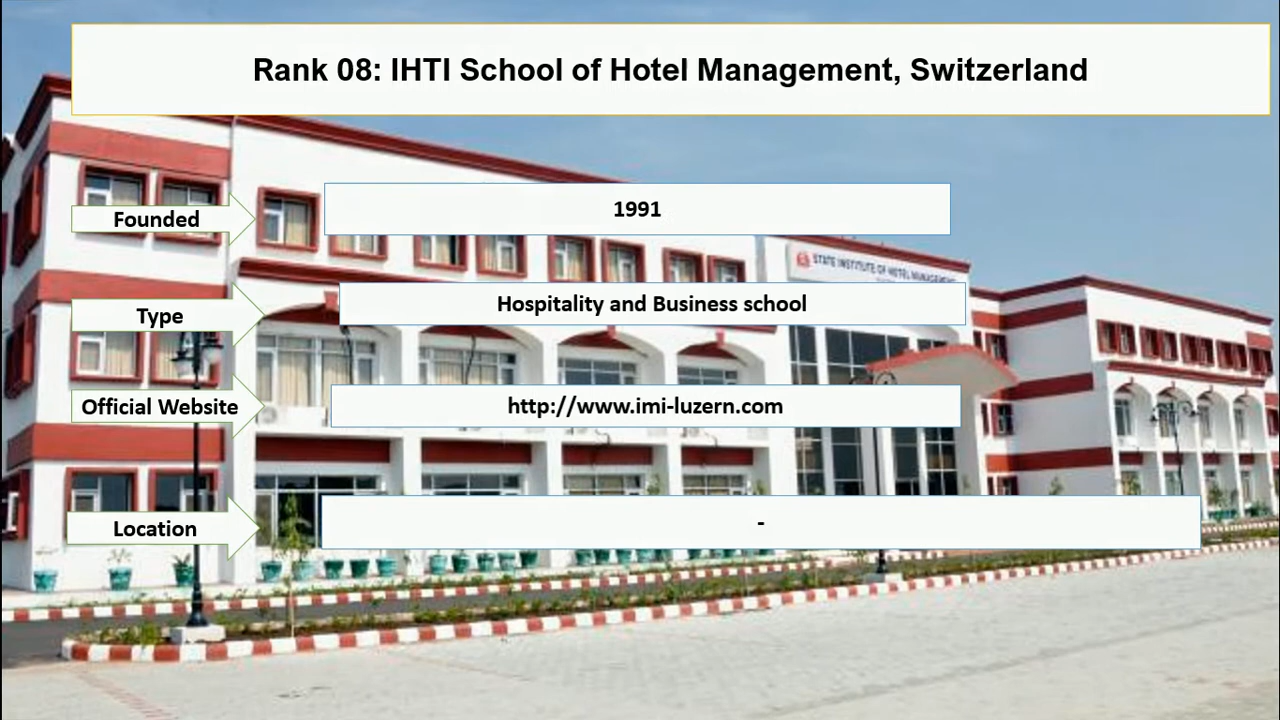 Rank 08: IHTI School of Hotel Management, Switzerland
Founded
1991
STATE INSTITUTE OF HOTEL MANAGEMENT
Type
Hospitality and Business school
Official Website
http://www.imi-luzern.com
Location
-